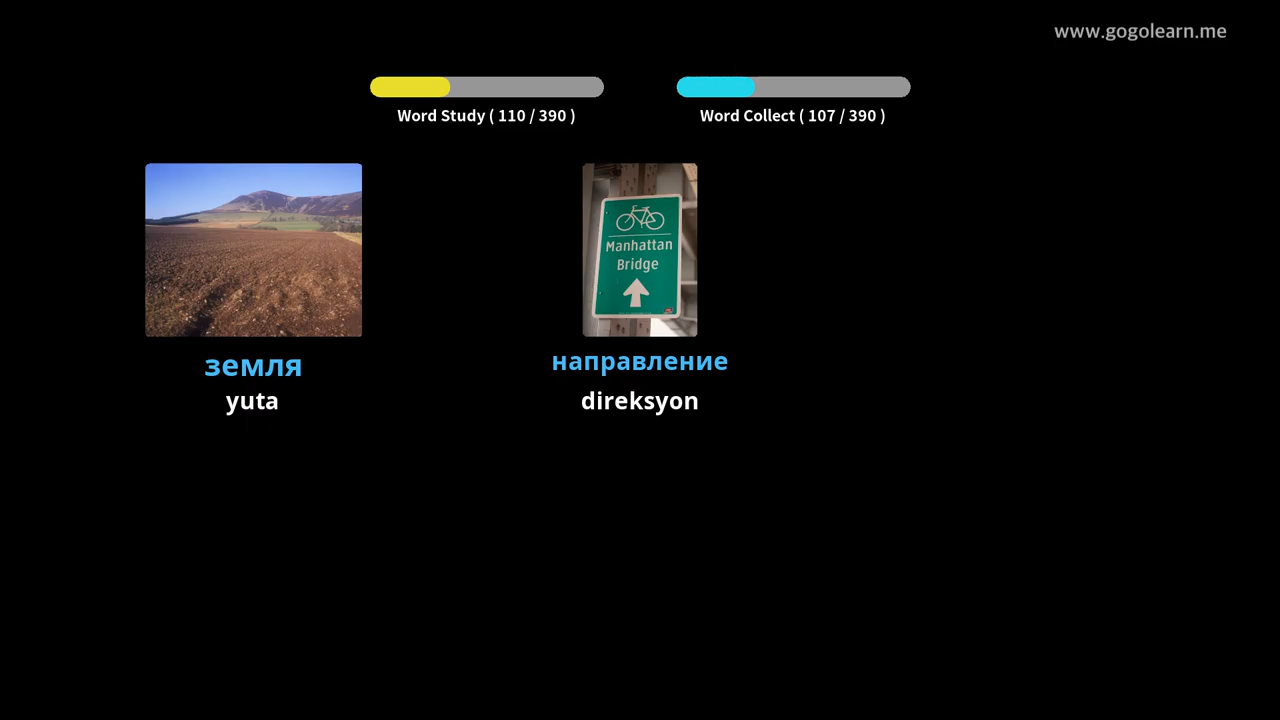 www.gogolearn.me
Word Study ( 110 / 390 )
Word Collect ( 107 / 390 )
Manhattan
Bridge
земля
yuta
направление
direksyon